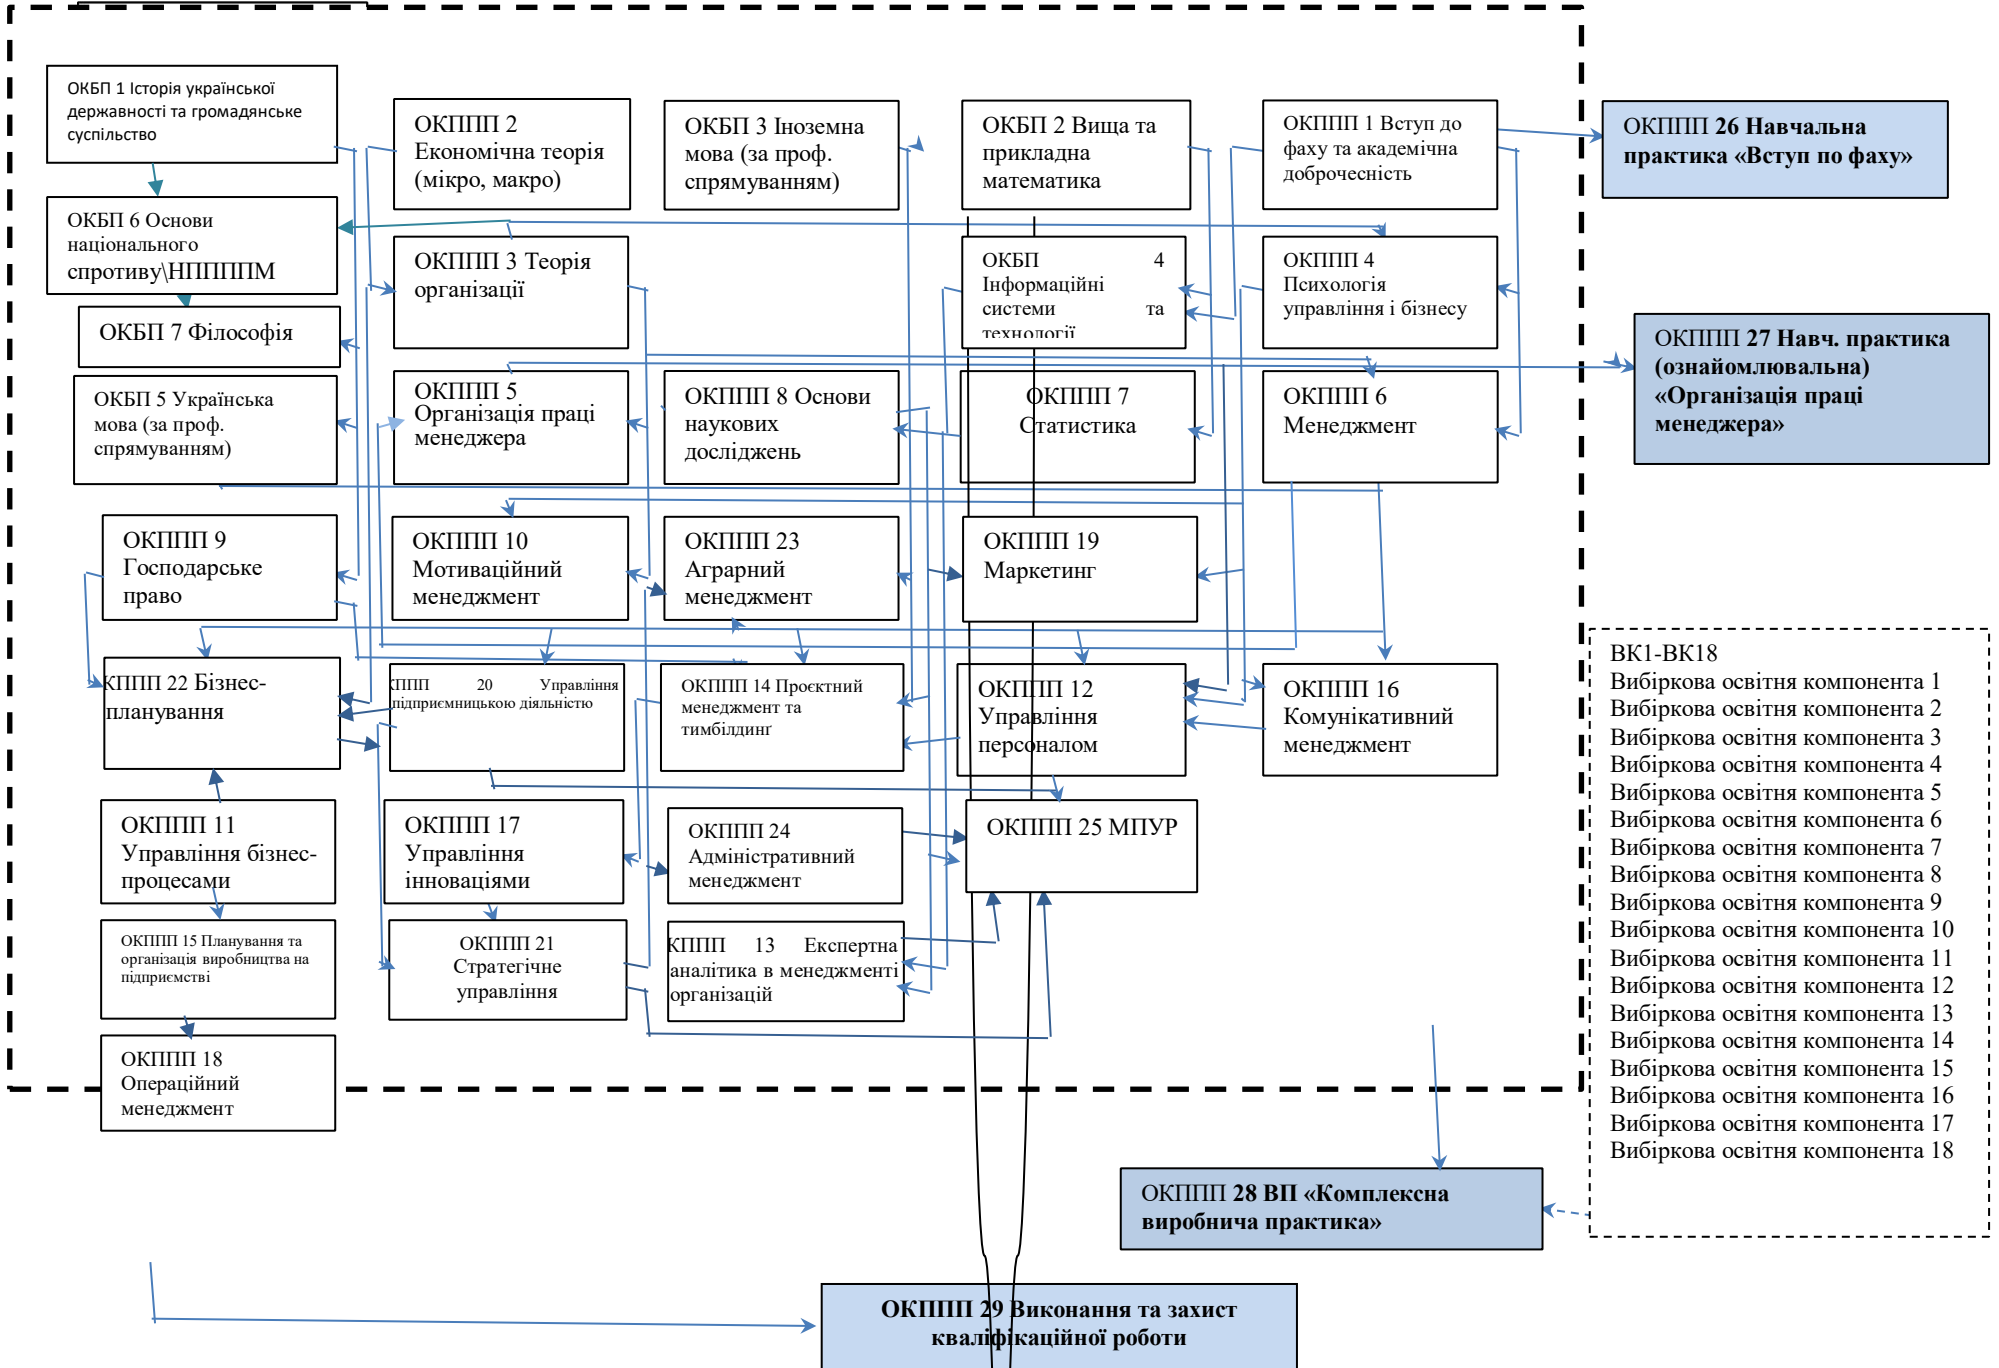 ОКБП 1 Історія української
державності та громадянське
суспільство
ОКППП 2
Економічна теорія
(мікро, макро)
ОКБП 3 Іноземна
мова (за проф.
спрямуванням)
ОКБП 2 Вища та
прикладна
математика
ОКППП 1 Вступ до
фаху та академічна
доброчесність
ОКППП 26 Навчальна
практика «Вступ по фаху»
ОКБП 6 Основи
національного
спротиву\НППППМ
ОКППП 3 Теорія
організації
ОКБП 4
Інформаційні
системи та
технології
ОКППП 4
Психологія
управління і бізнесу
ОКБП 7 Філософія
ОКППП 27 Навч. практика
(ознайомлювальна)
«Організація праці
менеджера»
ОКБП 5 Українська
мова (за проф.
спрямуванням)
ОКППП 5
Організація праці
менеджера
ОКППП 8 Основи
наукових
досліджень
ОКППП 7
Статистика
ОКППП 6
Менеджмент
ОКППП 9
Господарське
право
ОКППП 10
Мотиваційний
менеджмент
ОКППП 23
Аграрний
менеджмент
ОКППП 19
Маркетинг
КППП 22 Бізнес-
планування
КППП 20 Управління
підприємницькою діяльністю
ОКППП 14 Проєктний
менеджмент та
тимбілдинг
ОКППП 12
Управління
персоналом
ОКППП 16
Комунікативний
менеджмент
ВК1-ВК18
Вибіркова освітня компонента 1
Вибіркова освітня компонента 2
Вибіркова освітня компонента 3
Вибіркова освітня компонента 4
Вибіркова освітня компонента 5
Вибіркова освітня компонента 6
Вибіркова освітня компонента 7
Вибіркова освітня компонента 8
Вибіркова освітня компонента 9
Вибіркова освітня компонента 10
Вибіркова освітня компонента 11
Вибіркова освітня компонента 12
Вибіркова освітня компонента 13
Вибіркова освітня компонента 14
Вибіркова освітня компонента 15
Вибіркова освітня компонента 16
Вибіркова освітня компонента 17
Вибіркова освітня компонента 18
ОКППП 11
Управління бізнес-
процесами
ОКППП 17
Управління
інноваціями
ОКППП 24
Адміністративний
менеджмент
ОКППП 25 МПУР
ОКППП 15 Планування та
організація виробництва на
підприємстві
ОКППП 21
Стратегічне
управління
КППП 13 Експертна
аналітика в менеджменті
організацій
ОКППП 18
Операційний
менеджмент
ОКППП 28 ВП «Комплексна
виробнича практика»
ОКППП 29 Виконання та захист
кваліфікаційної роботи